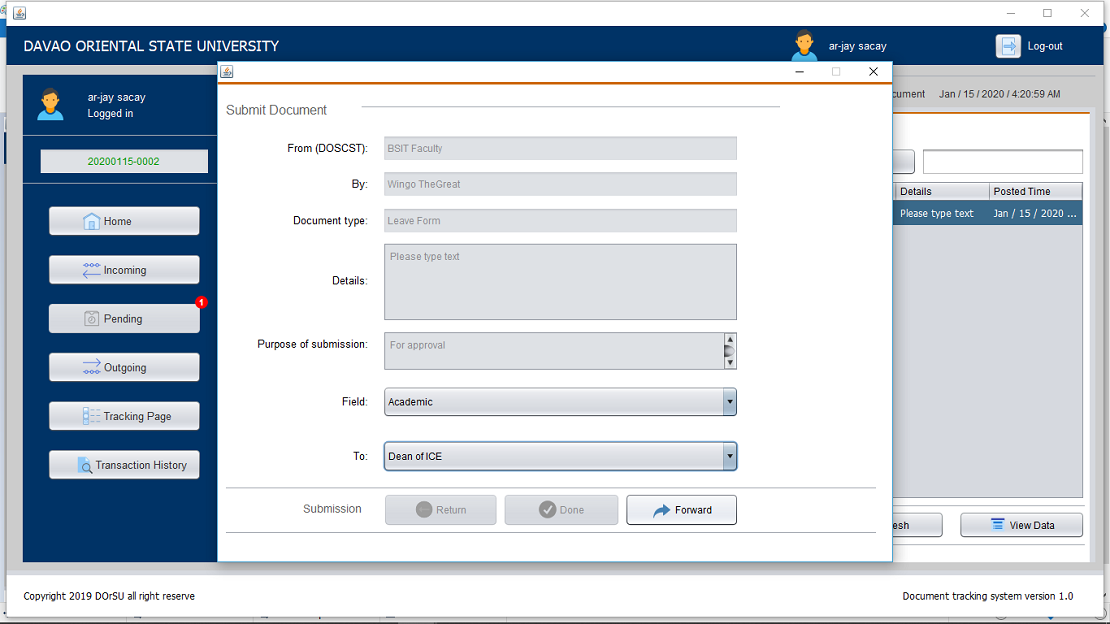 DAVAO ORIENTAL STATE UNIVERSITY
ar-jay sacay
Log-out
ar-jay sacay
Logged in
20200115-0002
Home
Incoming
Pending
1
Outgoing
Tracking Page
Transaction History
Submit Document
From (DOSCST): BSIT Faculty
By: Wingo TheGreat
Document type: Leave Form
Details: Please type text
Purpose of submission: For approval
Field: Academic
To: Dean of ICE
Submission Return Done Forward
Jan / 15 / 2020 / 4:20:59 AM
Details Posted Time
Please type text Jan / 15 / 2020 ...
View Data
Copyright 2019 DOrSU all right reserve
Document tracking system version 1.0